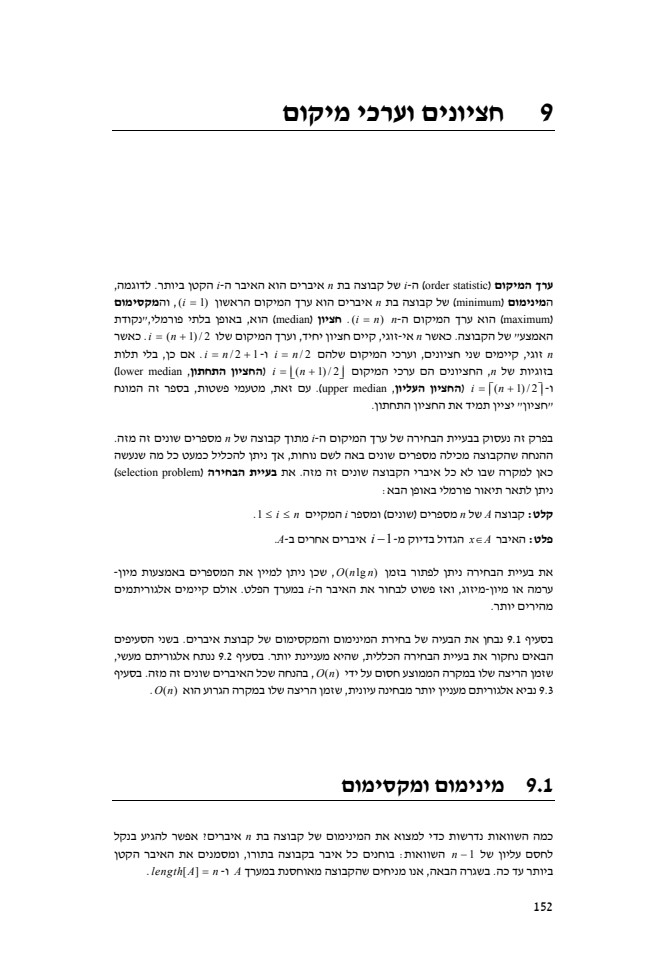 9 חציונים וערכי מיקום
ערך המיקום (order statistic) ה-i של קבוצה בת n איברים הוא האיבר ה-i הקטן ביותר. לדוגמה,
המינימום (minimum) של קבוצה בת n איברים הוא ערך המיקום הראשון (i = 1), והמקסימום
(maximum) הוא ערך המיקום ה-n (i = n). חציון (median) הוא, באופן בלתי פורמלי,"נקודת
האמצע" של הקבוצה. כאשר n אי-זוגי, קיים חציון יחיד, וערך המיקום שלו i = (n + 1)/2. כאשר
n זוגי, קיימים שני חציונים, וערכי המיקום שלהם i = n/2 ו-i = n/2 + 1. אם כן, בלי תלות
בזוגיות של n, החציונים הם ערכי המיקום i = ⌊(n + 1)/2⌋ (החציון התחתון, lower median)
ו-i = ⌈(n + 1)/2⌉ (החציון העליון, upper median). עם זאת, מטעמי פשטות, בספר זה המונח
"חציון" יציין תמיד את החציון התחתון.
בפרק זה נעסוק בבעיית הבחירה של ערך המיקום ה-i מתוך קבוצה של n מספרים שונים זה מזה.
ההנחה שהקבוצה מכילה מספרים שונים באה לשם נוחות, אך ניתן להכליל כמעט כל מה שנעשה
כאן למקרה שבו לא כל איברי הקבוצה שונים זה מזה. את בעיית הבחירה (selection problem)
ניתן לתאר תיאור פורמלי באופן הבא:
קלט: קבוצה A של n מספרים (שונים) ומספר i המקיים 1 ≤ i ≤ n.
פלט: האיבר x∈A הגדול בדיוק מ-i−1 איברים אחרים ב-A.
את בעיית הבחירה ניתן לפתור בזמן O(n lg n), שכן ניתן למיין את המספרים באמצעות מיון-
ערמה או מיון-מיזוג, ואז פשוט לבחור את האיבר ה-i במערך הפלט. אולם קיימים אלגוריתמים
מהירים יותר.
בסעיף 9.1 נבחן את הבעיה של בחירת המינימום והמקסימום של קבוצת איברים. בשני הסעיפים
הבאים נחקור את בעיית הבחירה הכללית, שהיא מעניינת יותר. בסעיף 9.2 ננתח אלגוריתם מעשי,
שזמן הריצה שלו במקרה הממוצע חסום על ידי O(n), בהנחה שכל האיברים שונים זה מזה. בסעיף
9.3 נביא אלגוריתם מעניין יותר מבחינה עיונית, שזמן הריצה שלו במקרה הגרוע הוא O(n).
9.1 מינימום ומקסימום
כמה השוואות נדרשות כדי למצוא את המינימום של קבוצה בת n איברים? אפשר להגיע בנקל
לחסם עליון של n − 1 השוואות: בוחנים כל איבר בקבוצה בתורו, ומסמנים את האיבר הקטן
ביותר עד כה. בשגרה הבאה, אנו מניחים שהקבוצה מאוחסנת במערך A ו-length[A] = n.
152